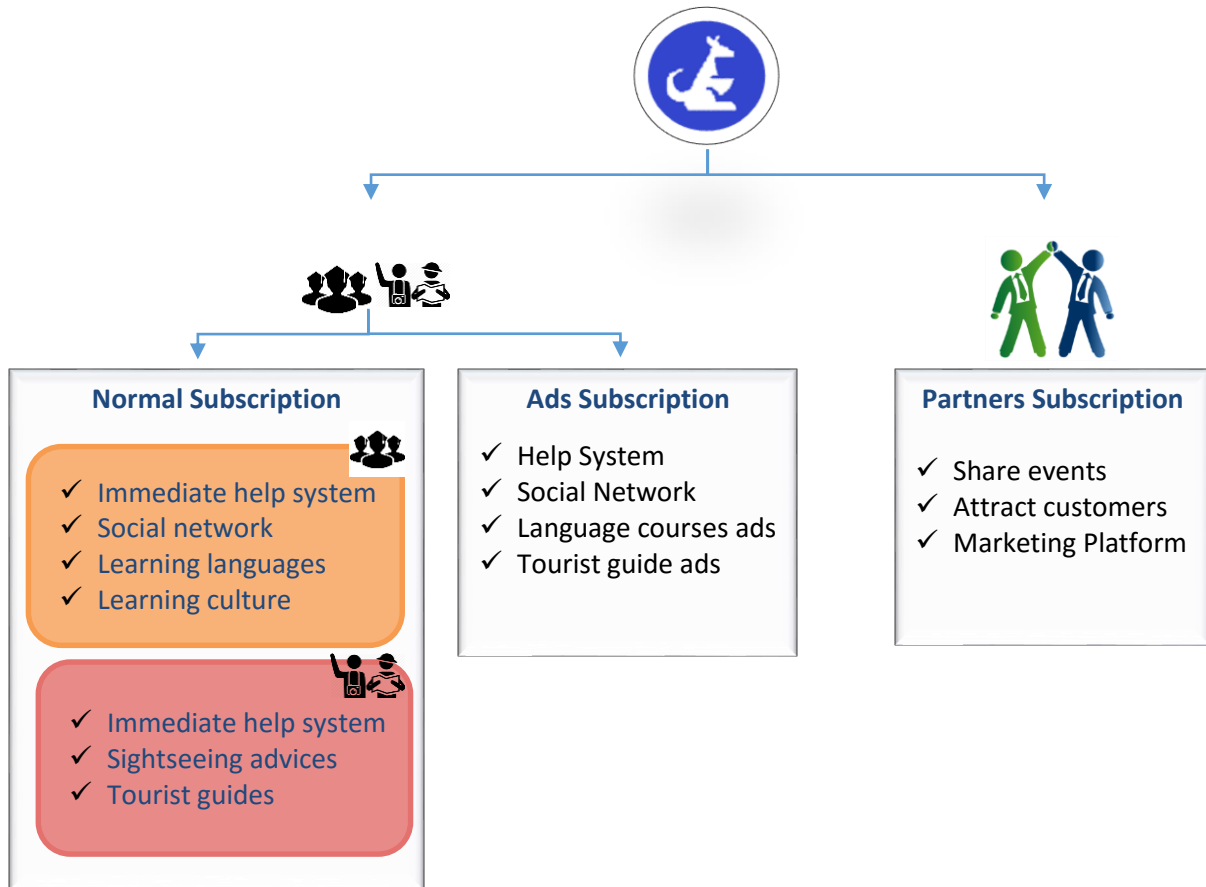 Normal Subscription
Immediate help system
Social network
Learning languages
Learning culture
Immediate help system
Sightseeing advices
Tourist guides
Ads Subscription
Help System
Social Network
Language courses ads
Tourist guide ads
Partners Subscription
Share events
Attract customers
Marketing Platform